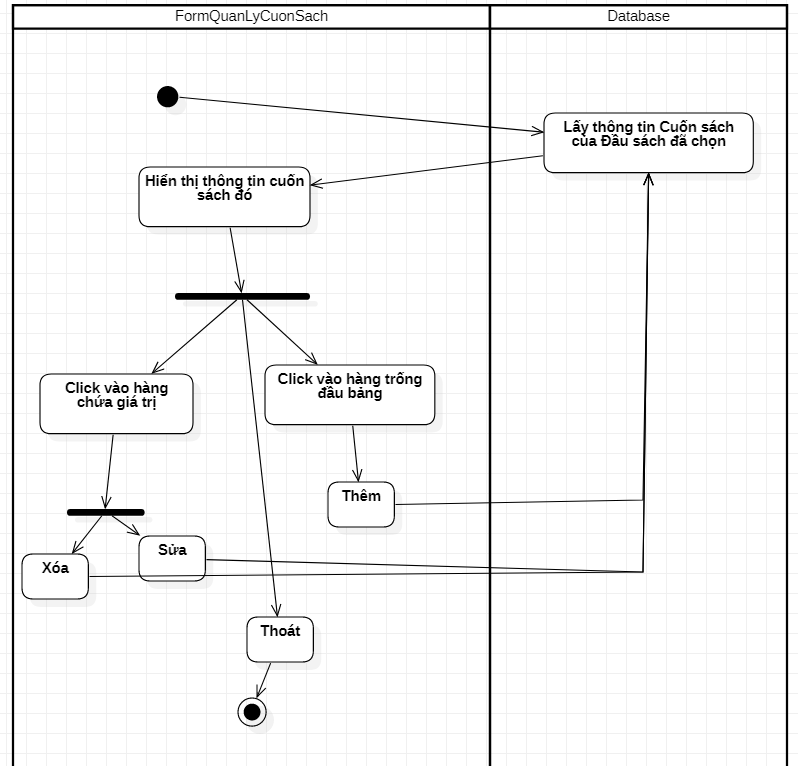 FormQuanLyCuonSach
Database
Lấy thông tin Cuốn sách
của Đầu sách đã chọn
Hiển thị thông tin cuốn
sách đó
Click vào hàng
chứa giá trị
Click vào hàng trống
đầu bảng
Thêm
Sửa
Xóa
Thoát